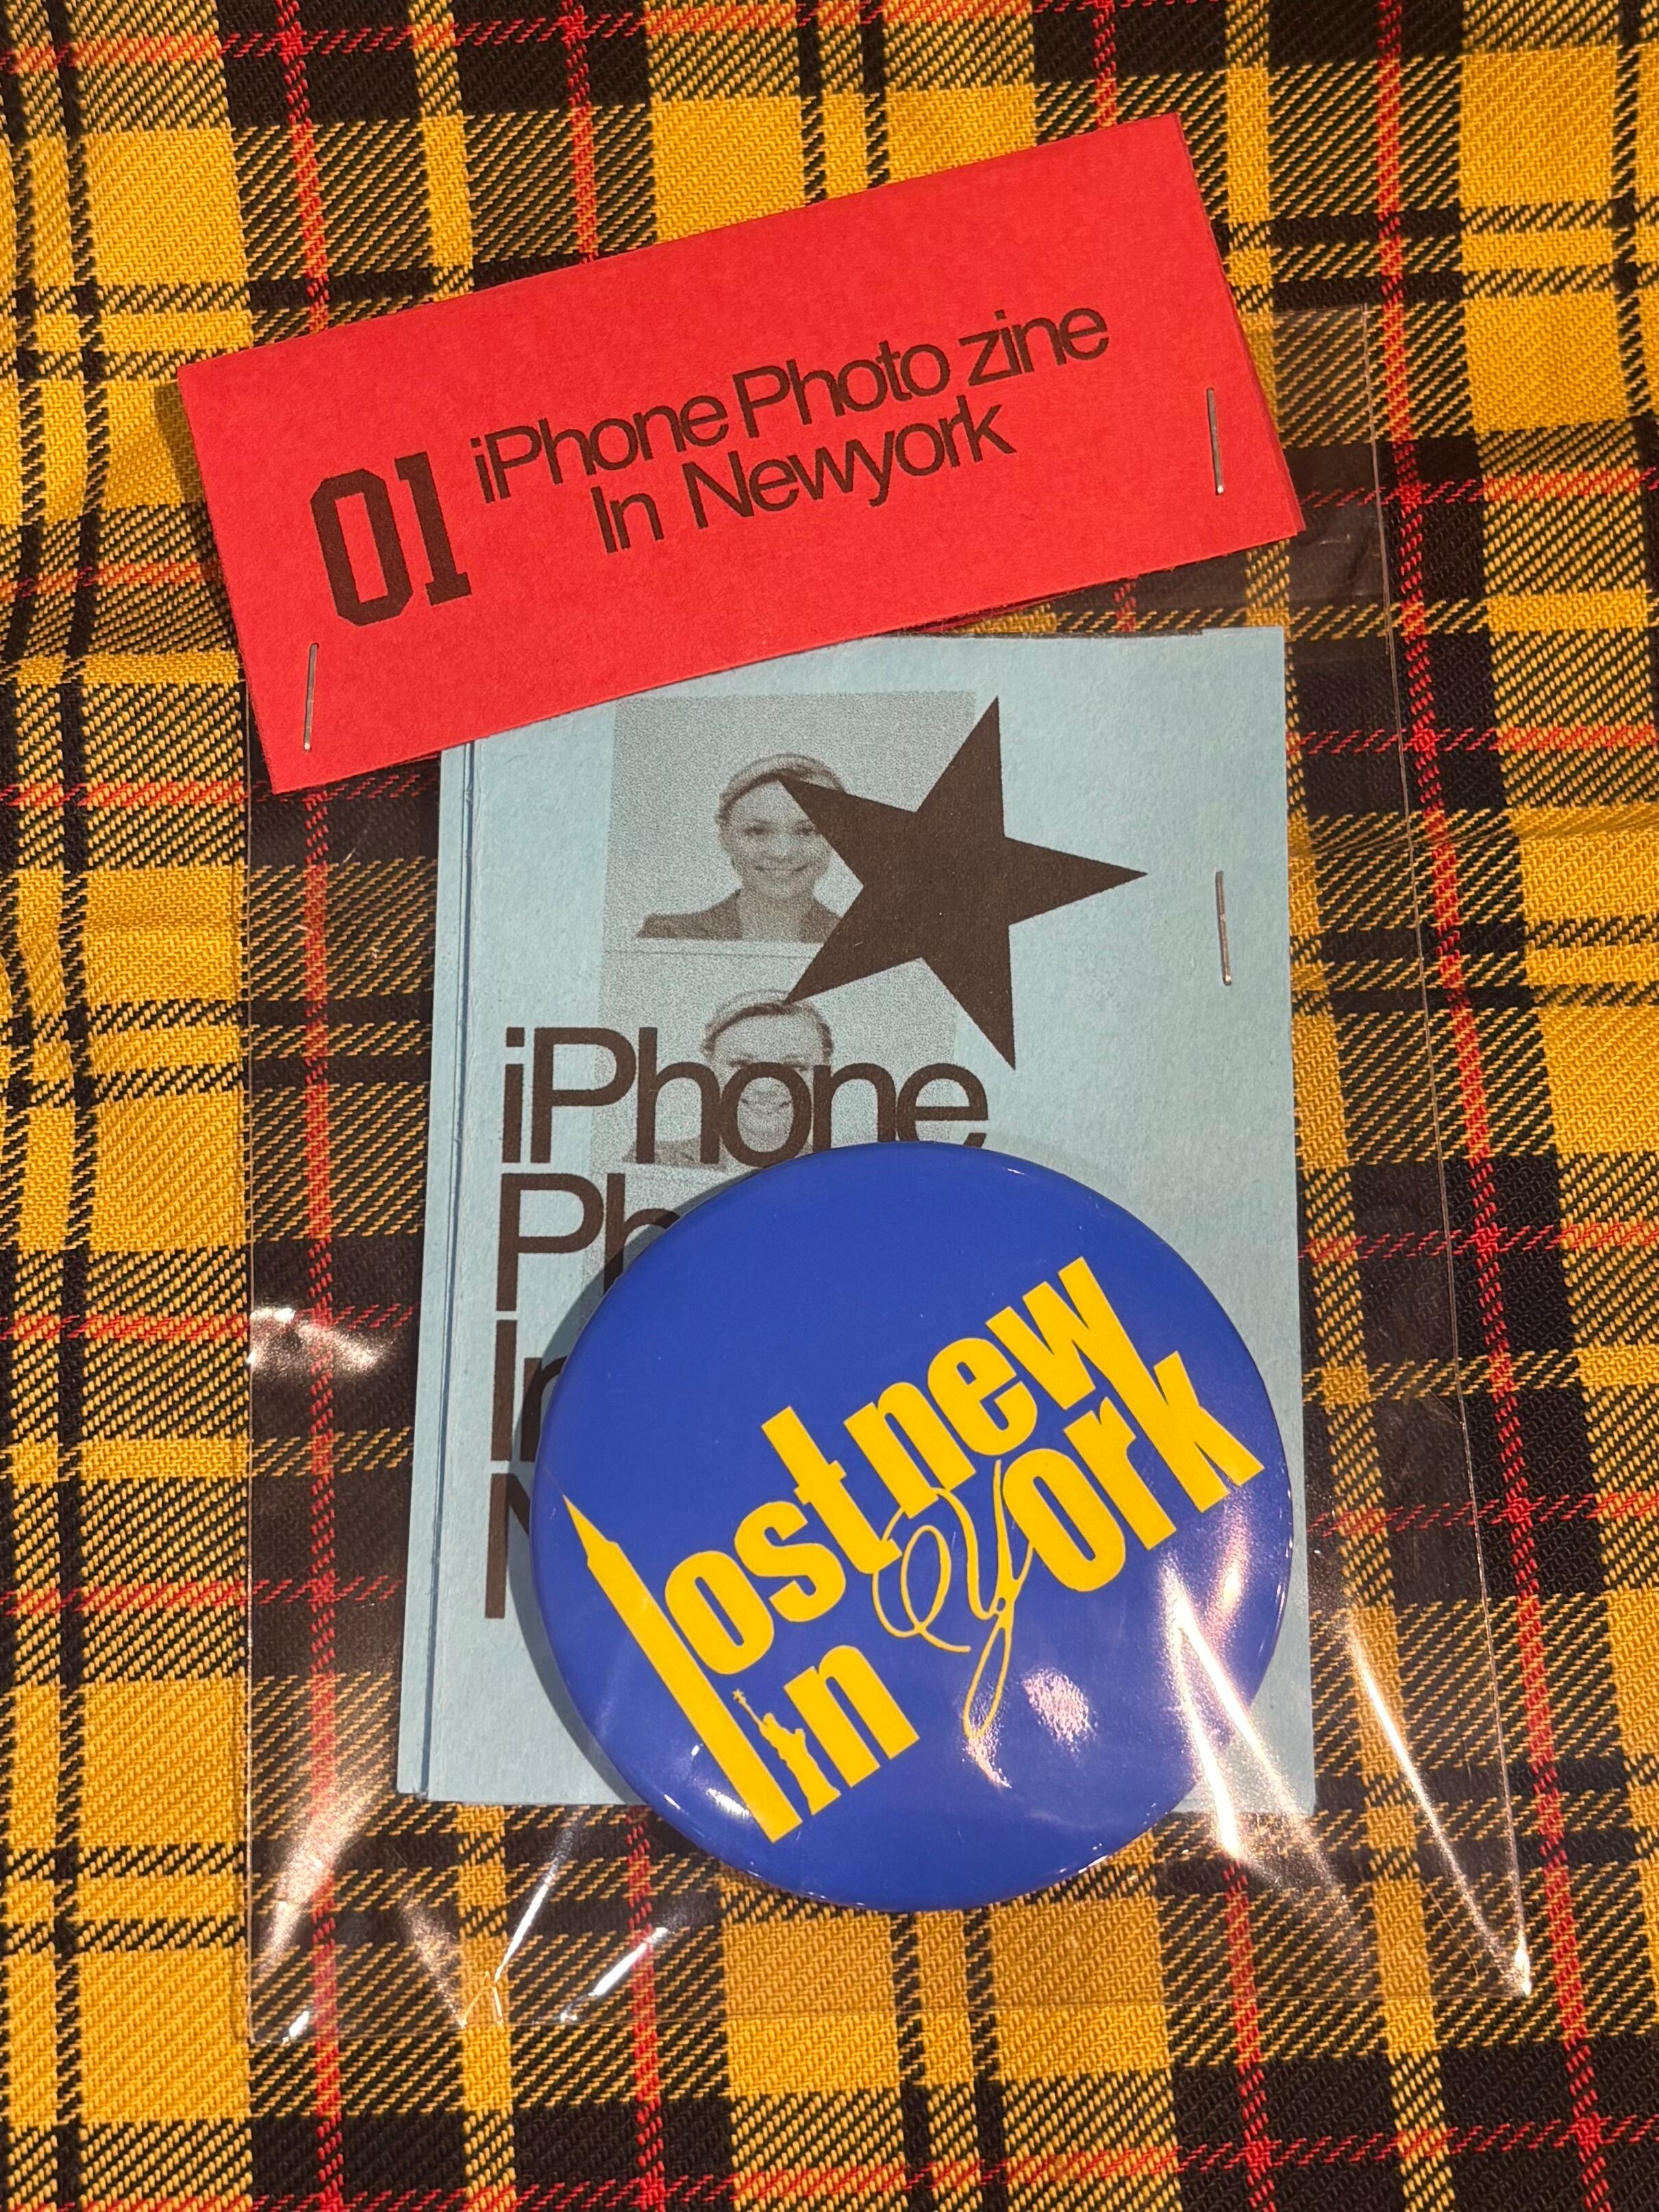 01 iPhone Photo zine
In Newyork
iPhone
lost new
in york